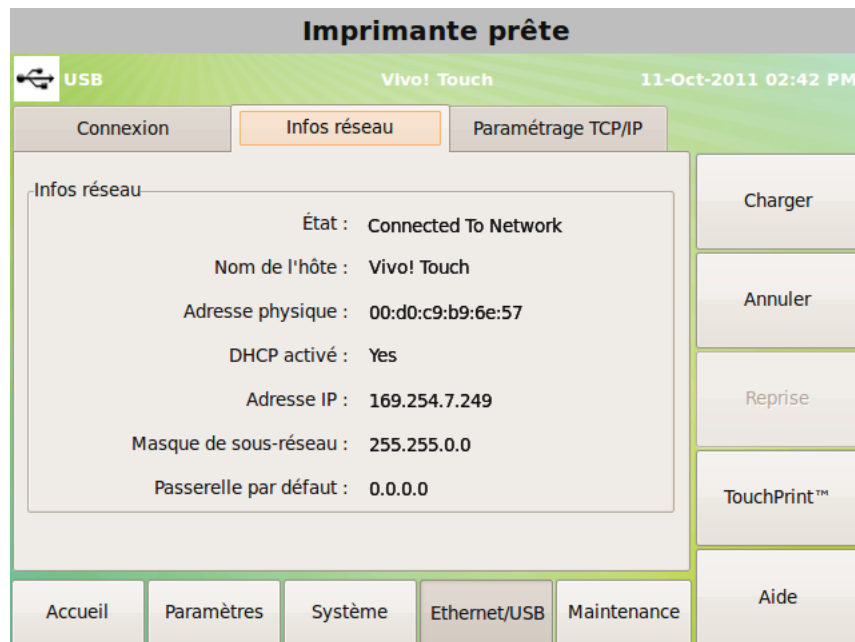 Imprimante prête
USB Vivo! Touch 11-Oct-2011 02:42 PM
Connexion Infos réseau Paramétrage TCP/IP
Infos réseau
État : Connected To Network
Nom de l'hôte : Vivo! Touch
Adresse physique : 00:d0:c9:b9:6e:57
DHCP activé : Yes
Adresse IP : 169.254.7.249
Masque de sous-réseau : 255.255.0.0
Passerelle par défaut : 0.0.0.0
Charger
Annuler
Reprise
TouchPrint™
Aide
Accueil Paramètres Système Ethernet/USB Maintenance